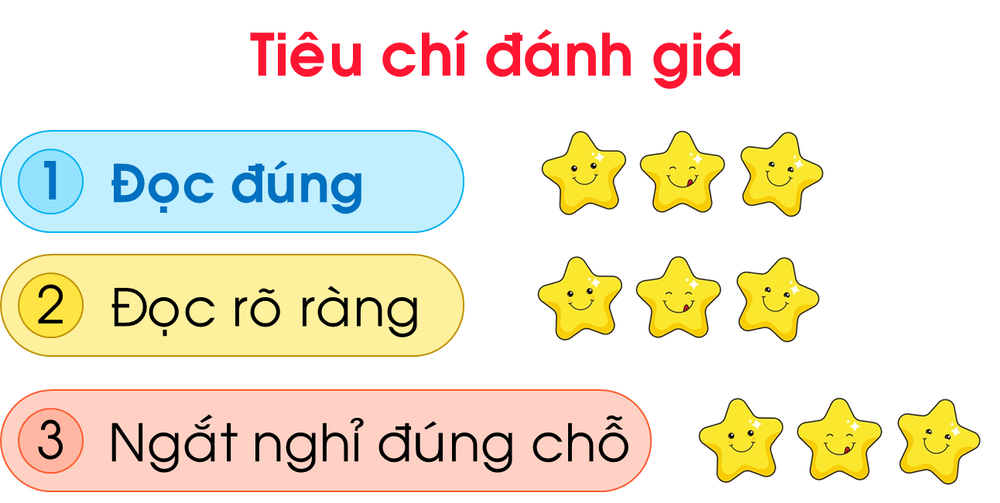 Tiêu chí đánh giá
1 Đọc đúng
2 Đọc rõ ràng
3 Ngắt nghỉ đúng chỗ